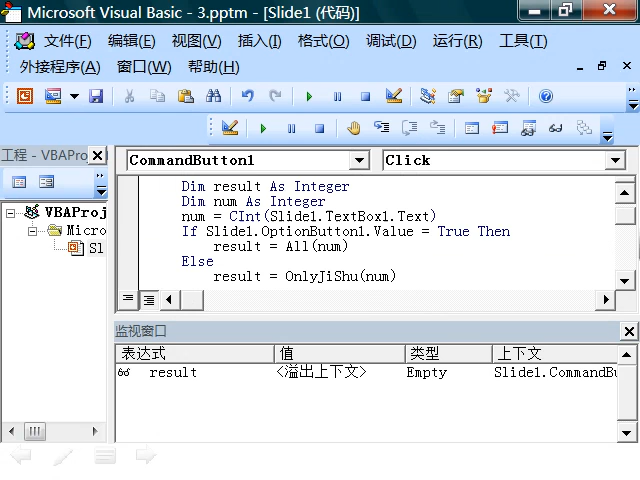 Microsoft Visual Basic - 3.pptm - [Slide1 (代码)]
文件(F) 编辑(E) 视图(V) 插入(I) 格式(O) 调试(D) 运行(R) 工具(T)
外接程序(A) 窗口(W) 帮助(H)
工程 - VBAProj
CommandButton1 Click
Dim result As Integer
Dim num As Integer
num = CInt(Slide1.TextBox1.Text)
If Slide1.OptionButton1.Value = True Then
result = All(num)
Else
result = OnlyJiShu(num)
VBAProj
Micro
Sl
监视窗口
表达式 值 类型 上下文
result <溢出上下文> Empty Slide1.CommandBu